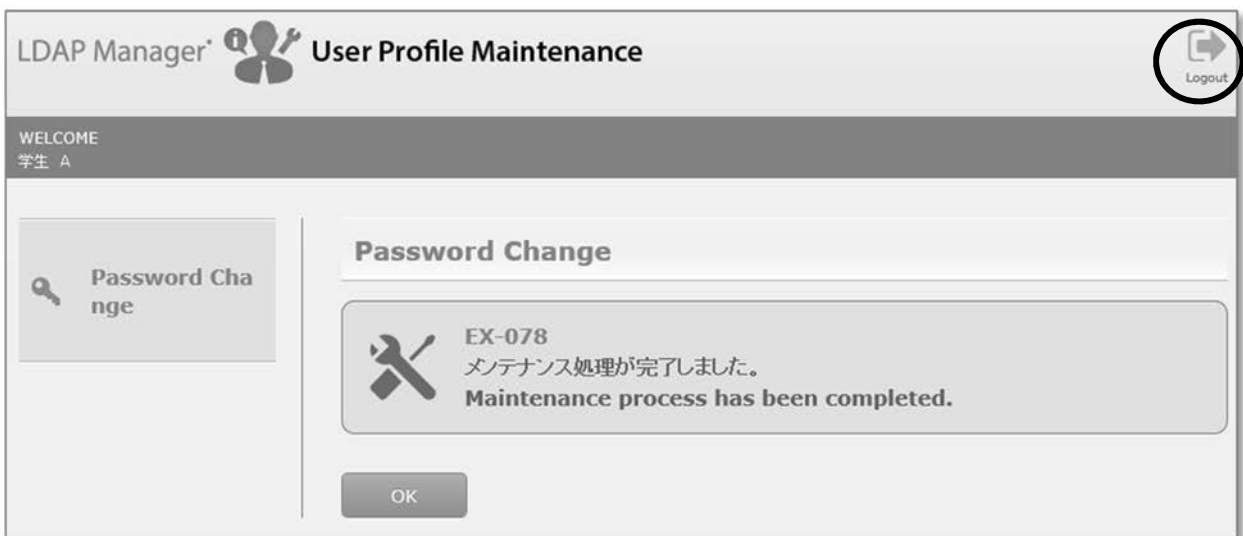 LDAP Manager User Profile Maintenance
Logout
WELCOME
学生 A
Password Cha
nge
Password Change
EX-078
メンテナンス処理が完了しました。
Maintenance process has been completed.
OK